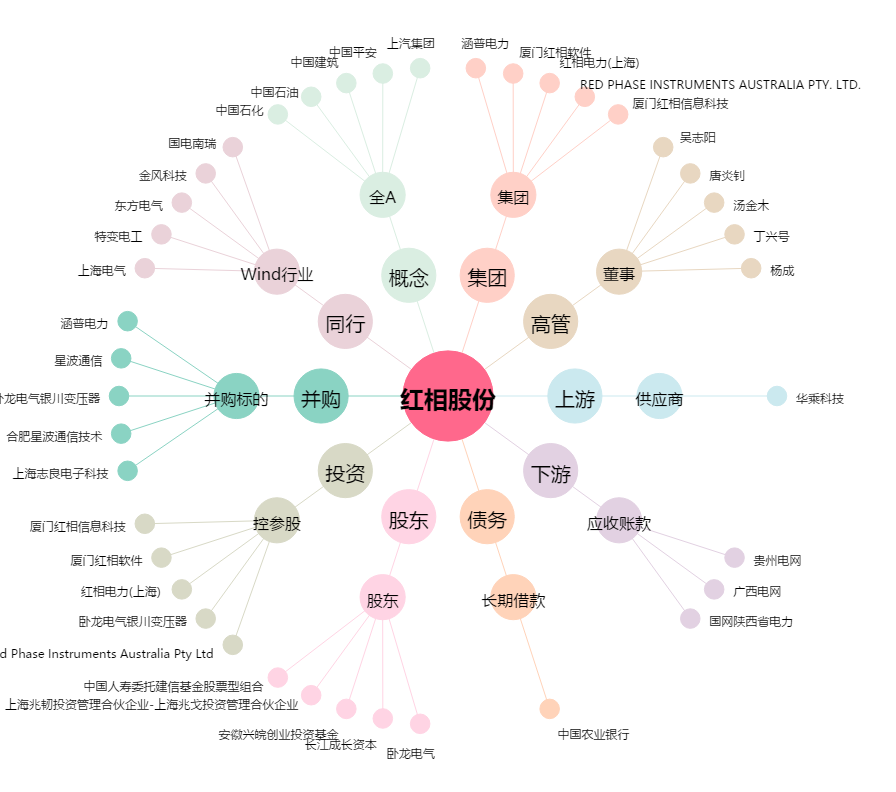 上汽集团
涵普电力
中国平安
厦门红相软件
中国建筑
红相电力(上海)
中国石油
RED PHASE INSTRUMENTS AUSTRALIA PTY. LTD.
中国石化
厦门红相信息科技
国电南瑞
吴志阳
金风科技
唐炎钊
全A
集团
东方电气
汤金木
特变电工
丁兴号
上海电气
Wind行业
概念
集团
董事
杨成
涵普电力
同行
高管
星波通信
卧龙电气银川变压器
并购标的
并购
红相股份
上游
供应商
华乘科技
合肥星波通信技术
上海志良电子科技
投资
下游
厦门红相信息科技
控参股
股东
债务
应收账款
厦门红相软件
贵州电网
红相电力(上海)
广西电网
股东
长期借款
卧龙电气银川变压器
国网陕西省电力
d Phase Instruments Australia Pty Ltd
中国人寿委托建信基金股票型组合
上海兆韧投资管理合伙企业-上海兆戈投资管理合伙企业
安徽兴皖创业投资基金
长江成长资本
卧龙电气
中国农业银行